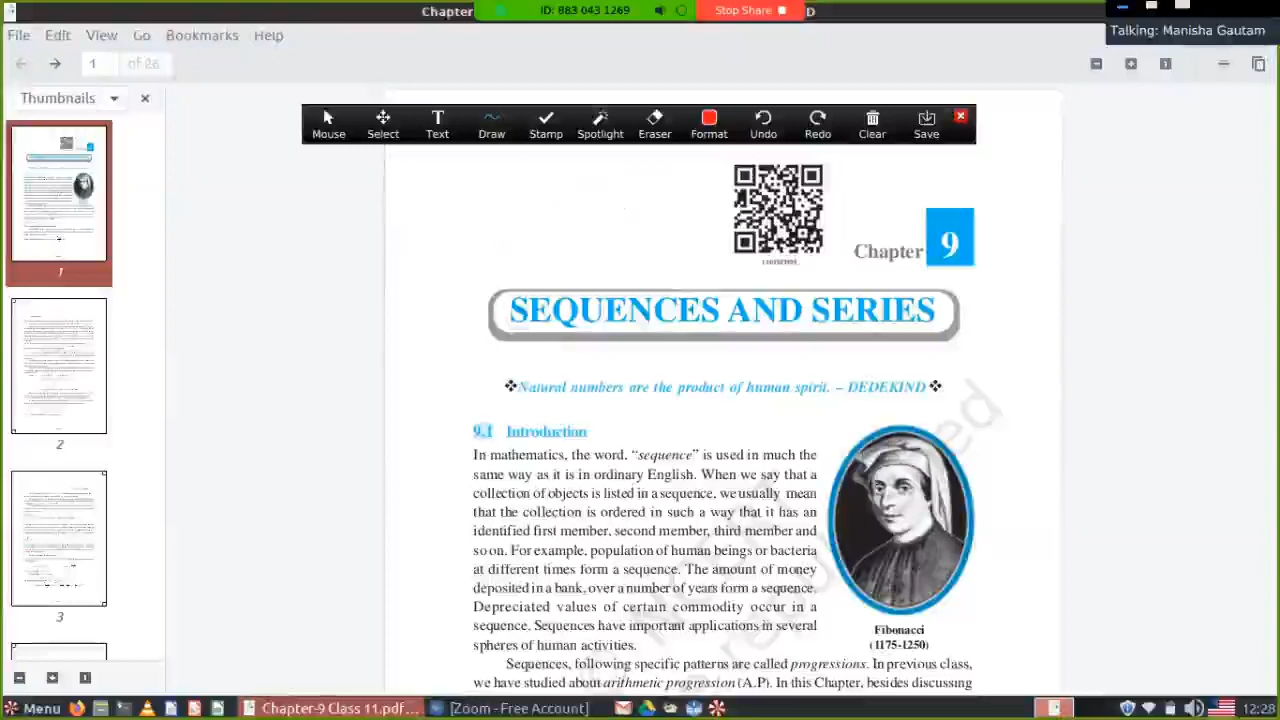 Chapter
ID: 883 043 1269
Stop Share
D
Talking: Manisha Gautam
File Edit View Go Bookmarks Help
1 of 26
Thumbnails
Mouse Select Text Draw Stamp Spotlight Eraser Format Undo Redo Clear Save
1
2
3
Chapter 9
SEQUENCES AND SERIES
❖Natural numbers are the product of human spirit. – DEDEKIND ❖
9.1 Introduction
In mathematics, the word, “sequence” is used in much the
same way as it is in ordinary English. When we say that a
collection of objects is listed in a sequence, we usually mean
that the collection is ordered in such a way that it has an
identified first member, second member, third member and
so on. For example, population of human beings or bacteria
at different times form a sequence. The amount of money
deposited in a bank, over a number of years form a sequence.
Depreciated values of certain commodity occur in a
sequence. Sequences have important applications in several
spheres of human activities.
Fibonacci
(1175-1250)
Sequences, following specific patterns are called progressions. In previous class,
we have studied about arithmetic progression (A.P). In this Chapter, besides discussing
Menu
Chapter-9 Class 11.pdf...
[Zoom - Free Account]
12:28